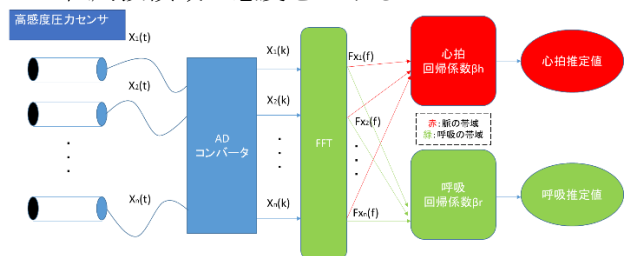 高感度圧力センサ
X₁(t)
X₂(t)
Xₙ(t)
AD
コンバータ
X₁(k)
X₂(k)
Xₙ(k)
FFT
Fx₁(f)
Fx₂(f)
Fxₙ(f)
心拍
回帰係数βh
心拍推定値
赤:脈の帯域
緑:呼吸の帯域
呼吸
回帰係数βr
呼吸推定値